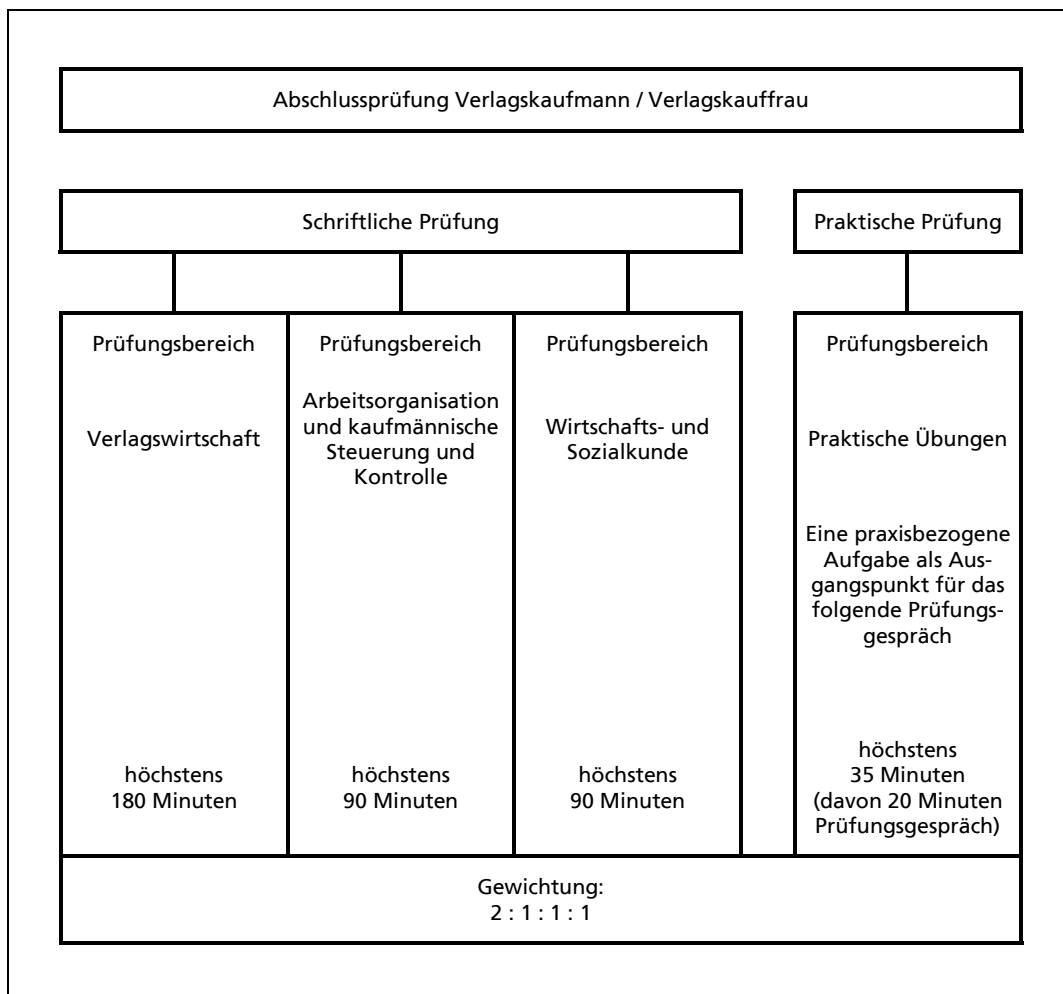 Abschlussprüfung Verlagskaufmann / Verlagskauffrau
Schriftliche Prüfung
Praktische Prüfung
Prüfungsbereich
Verlagswirtschaft
höchstens
180 Minuten
Prüfungsbereich
Arbeitsorganisation
und kaufmännische
Steuerung und
Kontrolle
höchstens
90 Minuten
Prüfungsbereich
Wirtschafts- und
Sozialkunde
höchstens
90 Minuten
Prüfungsbereich
Praktische Übungen
Eine praxisbezogene
Aufgabe als Aus-
gangspunkt für das
folgende Prüfungs-
gespräch
höchstens
35 Minuten
(davon 20 Minuten
Prüfungsgespräch)
Gewichtung:
2 : 1 : 1 : 1